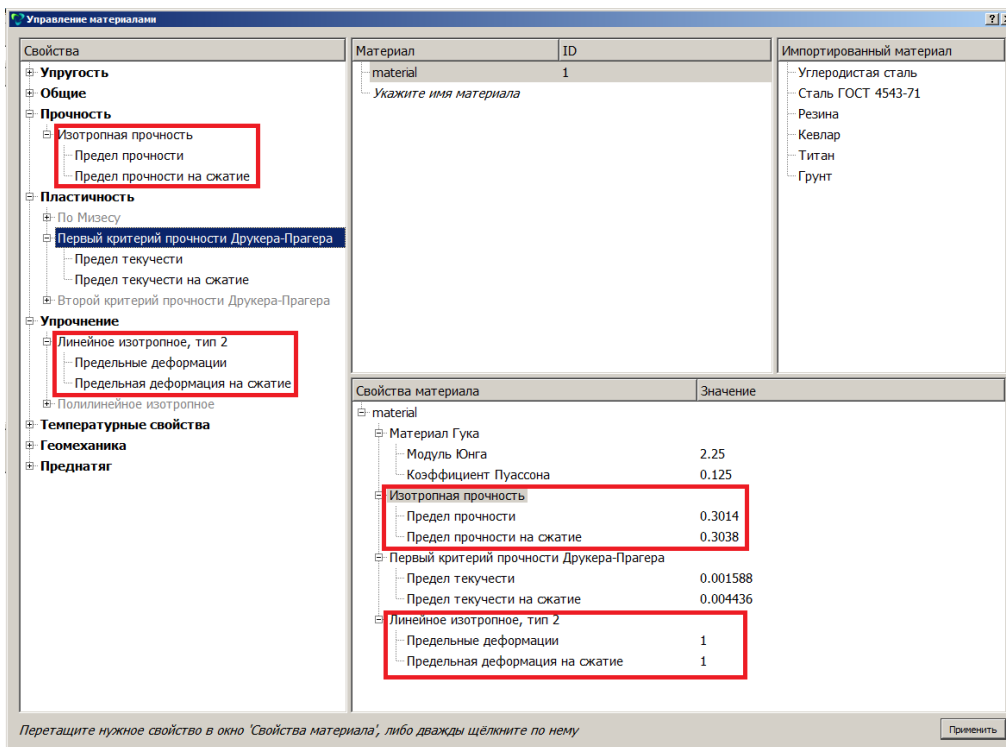 Управление материалами
Свойства
Упругость
Общие
Прочность
Изотропная прочность
Предел прочности
Предел прочности на сжатие
Пластичность
По Мизесу
Первый критерий прочности Друкера-Прагера
Предел текучести
Предел текучести на сжатие
Второй критерий прочности Друкера-Прагера
Упрочнение
Линейное изотропное, тип 2
Предельные деформации
Предельная деформация на сжатие
Полилинейное изотропное
Температурные свойства
Геомеханика
Преднатяг
Материал ID
material 1
Укажите имя материала
Импортированный материал
Углеродистая сталь
Сталь ГОСТ 4543-71
Резина
Кевлар
Титан
Грунт
Свойства материала Значение
material
Материал Гука
Модуль Юнга 2.25
Коэффициент Пуассона 0.125
Изотропная прочность
Предел прочности 0.3014
Предел прочности на сжатие 0.3038
Первый критерий прочности Друкера-Прагера
Предел текучести 0.001588
Предел текучести на сжатие 0.004436
Линейное изотропное, тип 2
Предельные деформации 1
Предельная деформация на сжатие 1
Перетащите нужное свойство в окно 'Свойства материала', либо дважды щёлкните по нему
Применить